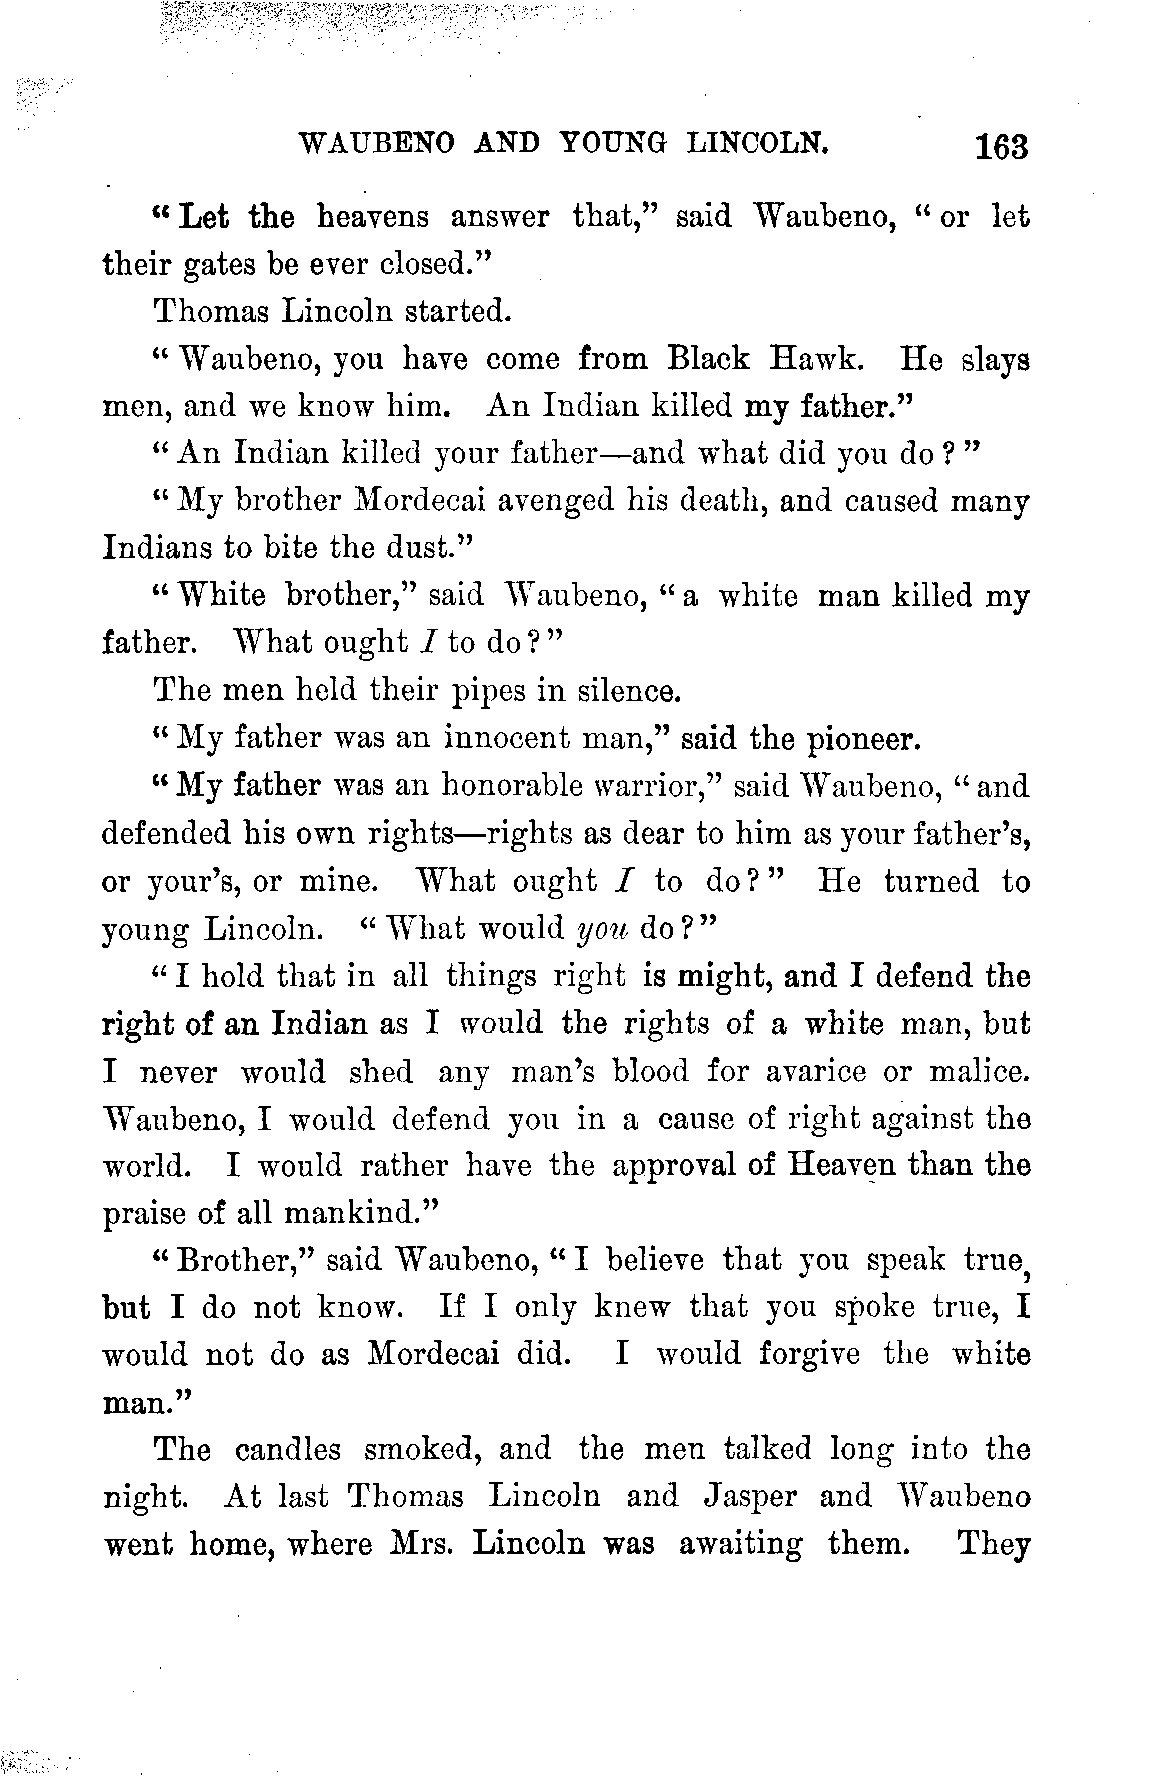 WAUBENO AND YOUNG LINCOLN. 163
"Let the heavens answer that," said Waubeno, "or let
their gates be ever closed."
Thomas Lincoln started.
"Waubeno, you have come from Black Hawk. He slays
men, and we know him. An Indian killed my father."
"An Indian killed your father—and what did you do?"
"My brother Mordecai avenged his death, and caused many
Indians to bite the dust."
"White brother," said Waubeno, "a white man killed my
father. What ought I to do?"
The men held their pipes in silence.
"My father was an innocent man," said the pioneer.
"My father was an honorable warrior," said Waubeno, "and
defended his own rights—rights as dear to him as your father's,
or your's, or mine. What ought I to do?" He turned to
young Lincoln. "What would you do?"
"I hold that in all things right is might, and I defend the
right of an Indian as I would the rights of a white man, but
I never would shed any man's blood for avarice or malice.
Waubeno, I would defend you in a cause of right against the
world. I would rather have the approval of Heaven than the
praise of all mankind."
"Brother," said Waubeno, "I believe that you speak true,
but I do not know. If I only knew that you spoke true, I
would not do as Mordecai did. I would forgive the white
man."
The candles smoked, and the men talked long into the
night. At last Thomas Lincoln and Jasper and Waubeno
went home, where Mrs. Lincoln was awaiting them. They